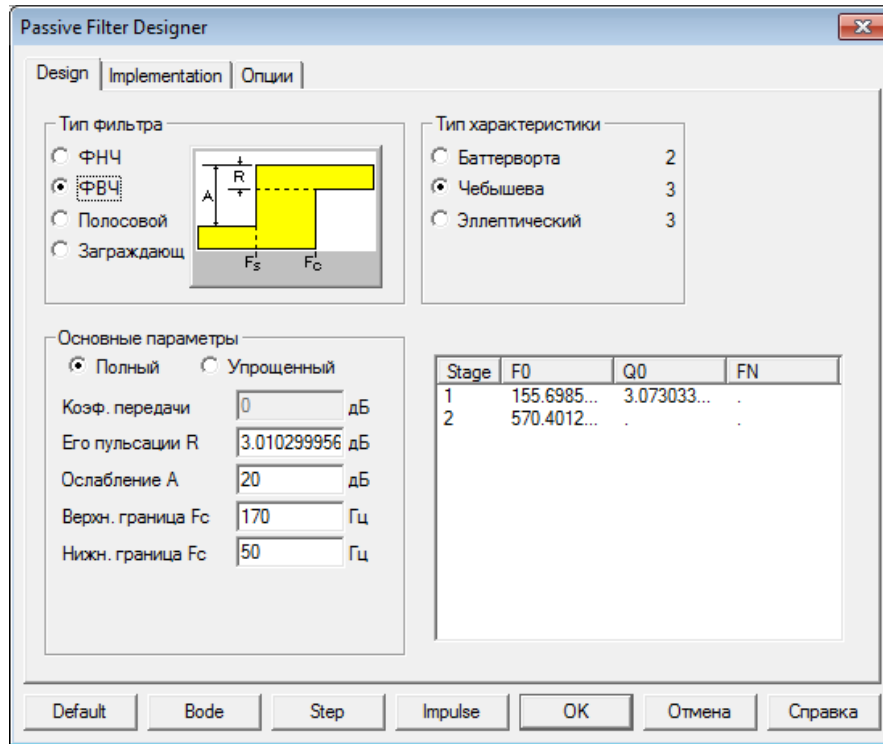 Passive Filter Designer
Design Implementation Опции
Тип фильтра
ФНЧ
ФВЧ
Полосовой
Заграждающ
A
R
Fs Fc
Тип характеристики
Баттерворта 2
Чебышева 3
Эллептический 3
Основные параметры
Полный Упрощенный
Коэф. передачи 0 дБ
Его пульсации R 3.010299956 дБ
Ослабление A 20 дБ
Верхн. граница Fc 170 Гц
Нижн. граница Fc 50 Гц
Stage F0 Q0 FN
1 155.6985... 3.073033... .
2 570.4012... . .
Default Bode Step Impulse OK Отмена Справка